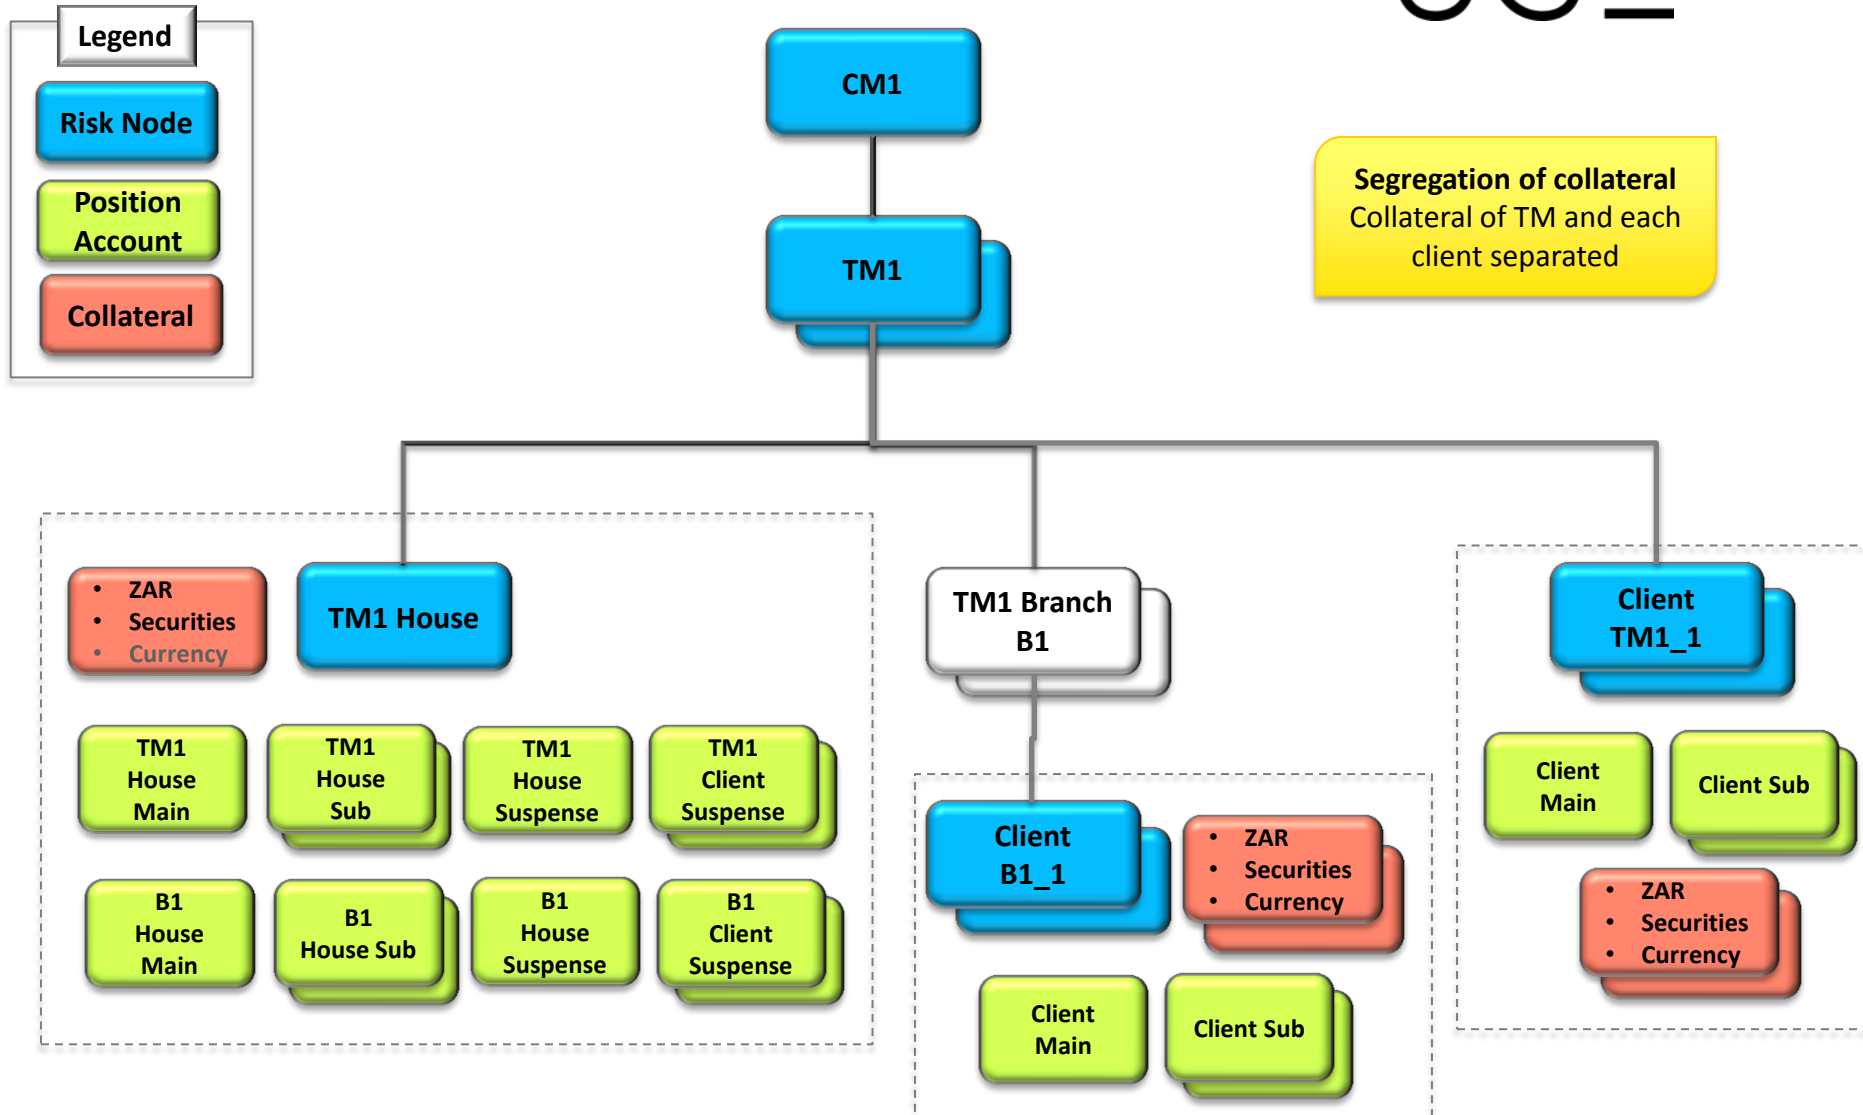 Legend
Risk Node
Position
Account
Collateral
CM1
TM1
Segregation of collateral
Collateral of TM and each
client separated
• ZAR
• Securities
• Currency
TM1 House
TM1
House
Main
TM1
House
Sub
TM1
House
Suspense
TM1
Client
Suspense
B1
House
Main
B1
House Sub
B1
House
Suspense
B1
Client
Suspense
TM1 Branch
B1
Client
B1_1
• ZAR
• Securities
• Currency
Client
Main
Client Sub
Client
TM1_1
Client
Main
Client Sub
• ZAR
• Securities
• Currency